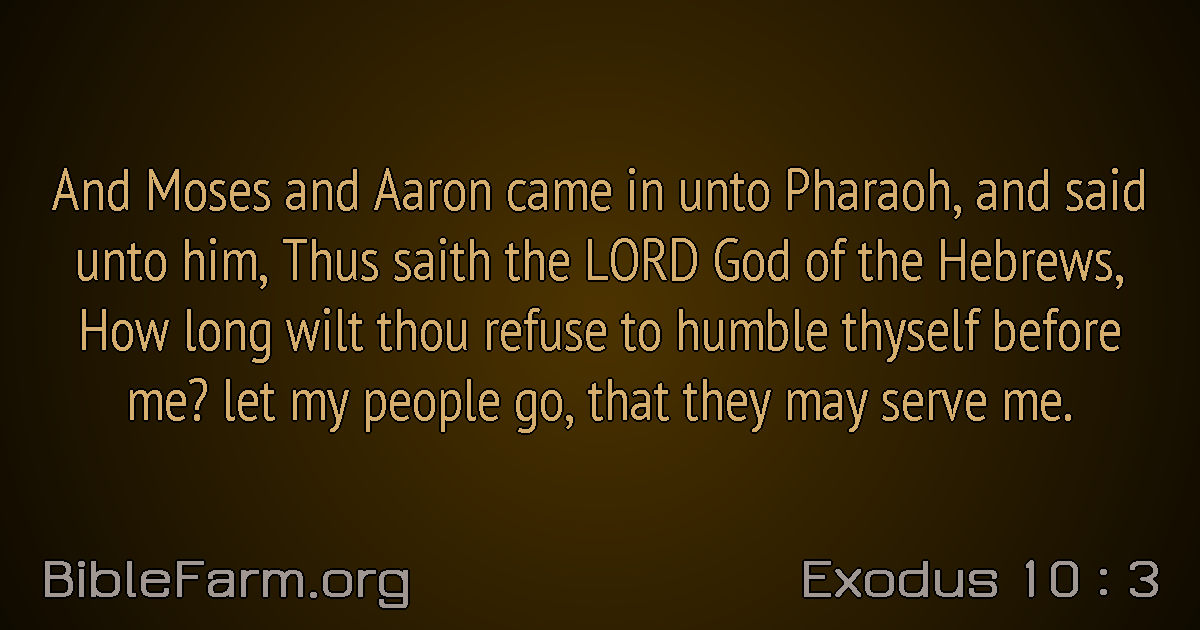 And Moses and Aaron came in unto Pharaoh, and said
unto him, Thus saith the LORD God of the Hebrews,
How long wilt thou refuse to humble thyself before
me? let my people go, that they may serve me.
BibleFarm.org
Exodus 10 : 3